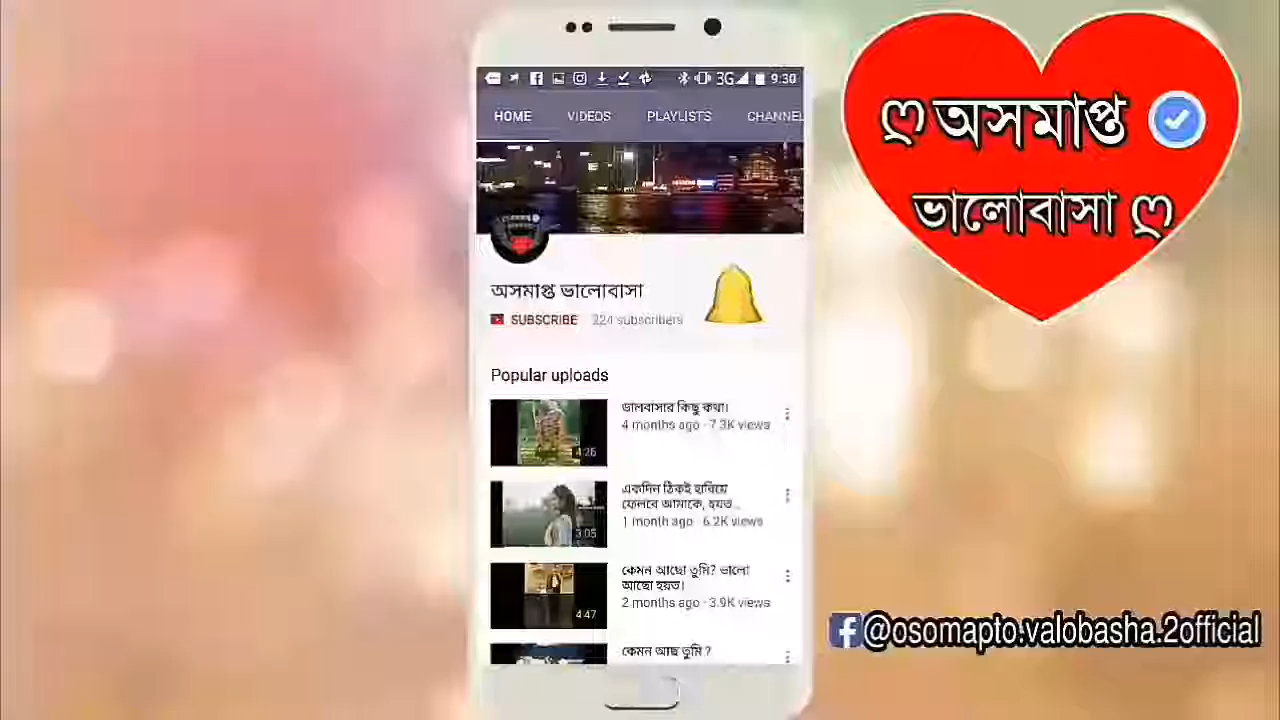 3G 9:30
HOME VIDEOS PLAYLISTS CHANNEL
অসমাপ্ত ভালোবাসা
SUBSCRIBE 224 subscribers
Popular uploads
ভালবাসার কিছু কথা।
4 months ago · 7.3K views
4:26
একদিন ঠিকই হারিয়ে
ফেলবে আমাকে, হয়ত..
1 month ago · 6.2K views
3:05
কেমন আছো তুমি? ভালো
আছো হয়ত।
2 months ago · 3.9K views
4:47
কেমন আছ তুমি ?
ღ অসমাপ্ত
ভালোবাসা ღ
@osomapto.valobasha.2official